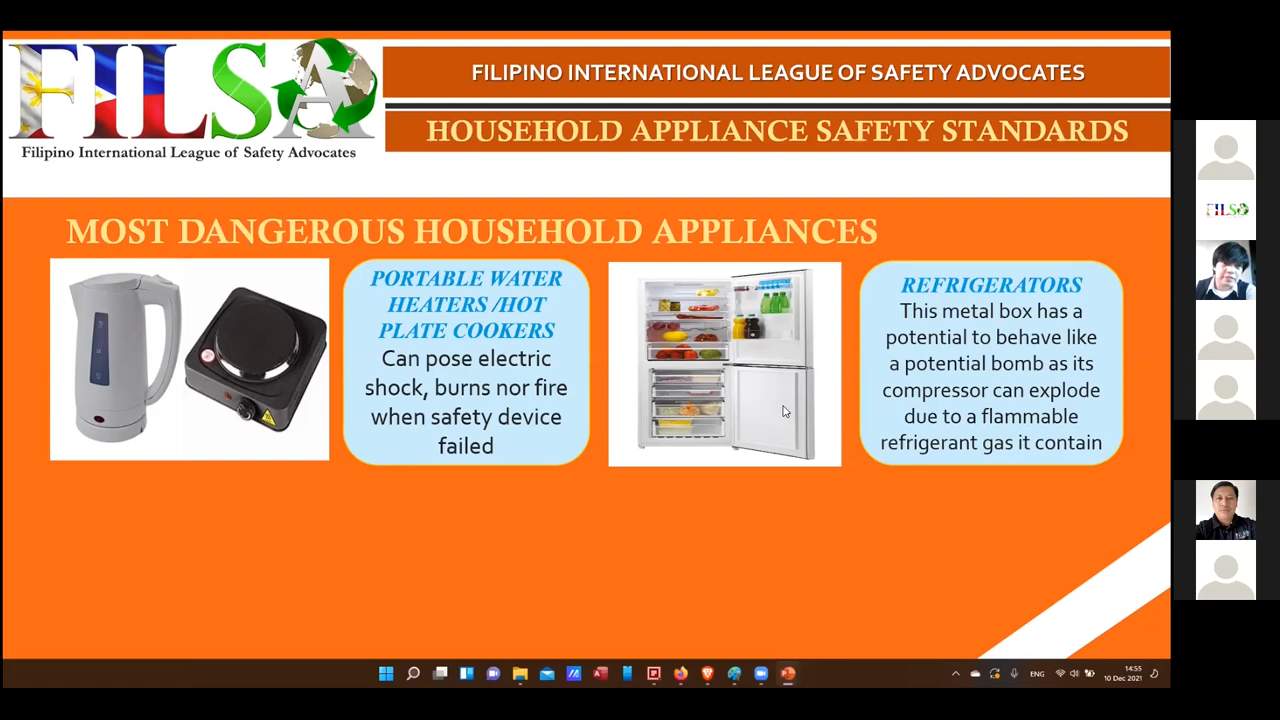 FILSA
Filipino International League of Safety Advocates
FILIPINO INTERNATIONAL LEAGUE OF SAFETY ADVOCATES
HOUSEHOLD APPLIANCE SAFETY STANDARDS
MOST DANGEROUS HOUSEHOLD APPLIANCES
PORTABLE WATER
HEATERS /HOT
PLATE COOKERS
Can pose electric
shock, burns nor fire
when safety device
failed
REFRIGERATORS
This metal box has a
potential to behave like
a potential bomb as its
compressor can explode
due to a flammable
refrigerant gas it contain
FILSA
ENG
14:55
10 Dec 2021